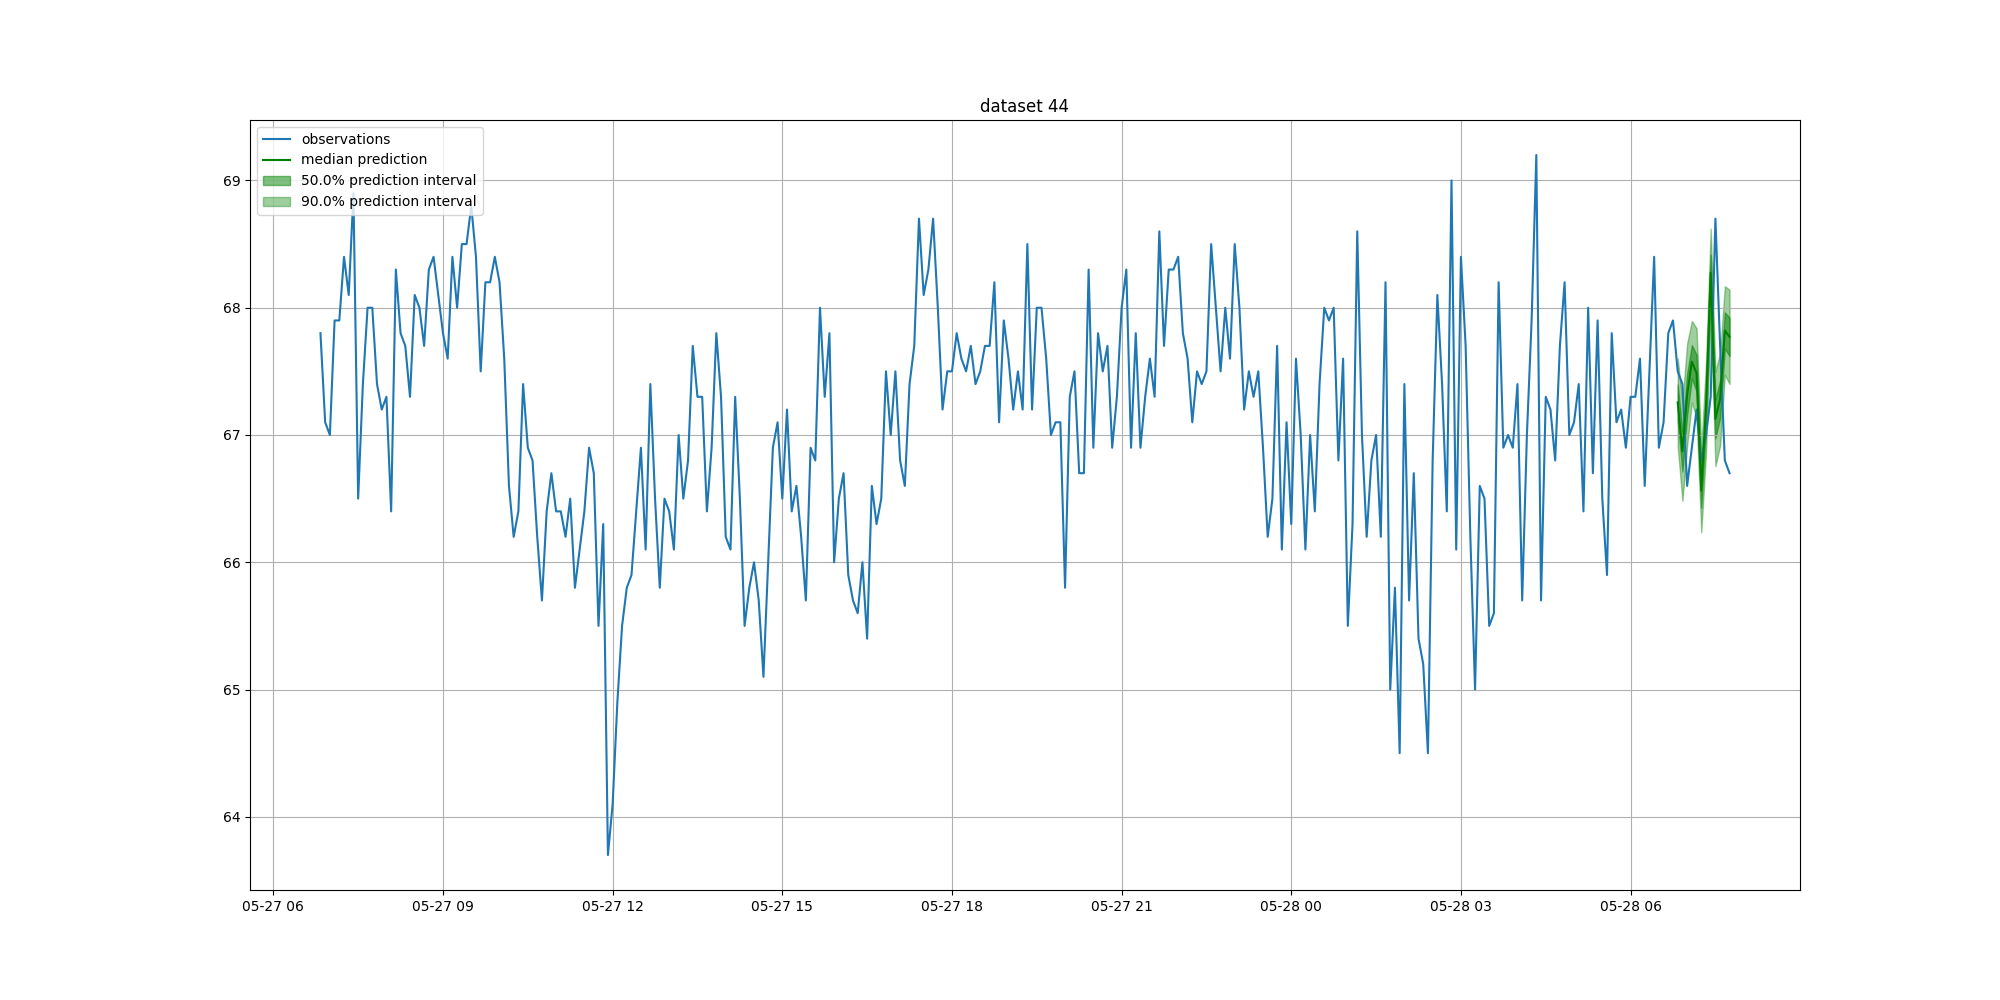 dataset 44
observations
median prediction
50.0% prediction interval
90.0% prediction interval
69
68
67
66
65
64
05-27 06 05-27 09 05-27 12 05-27 15 05-27 18 05-27 21 05-28 00 05-28 03 05-28 06